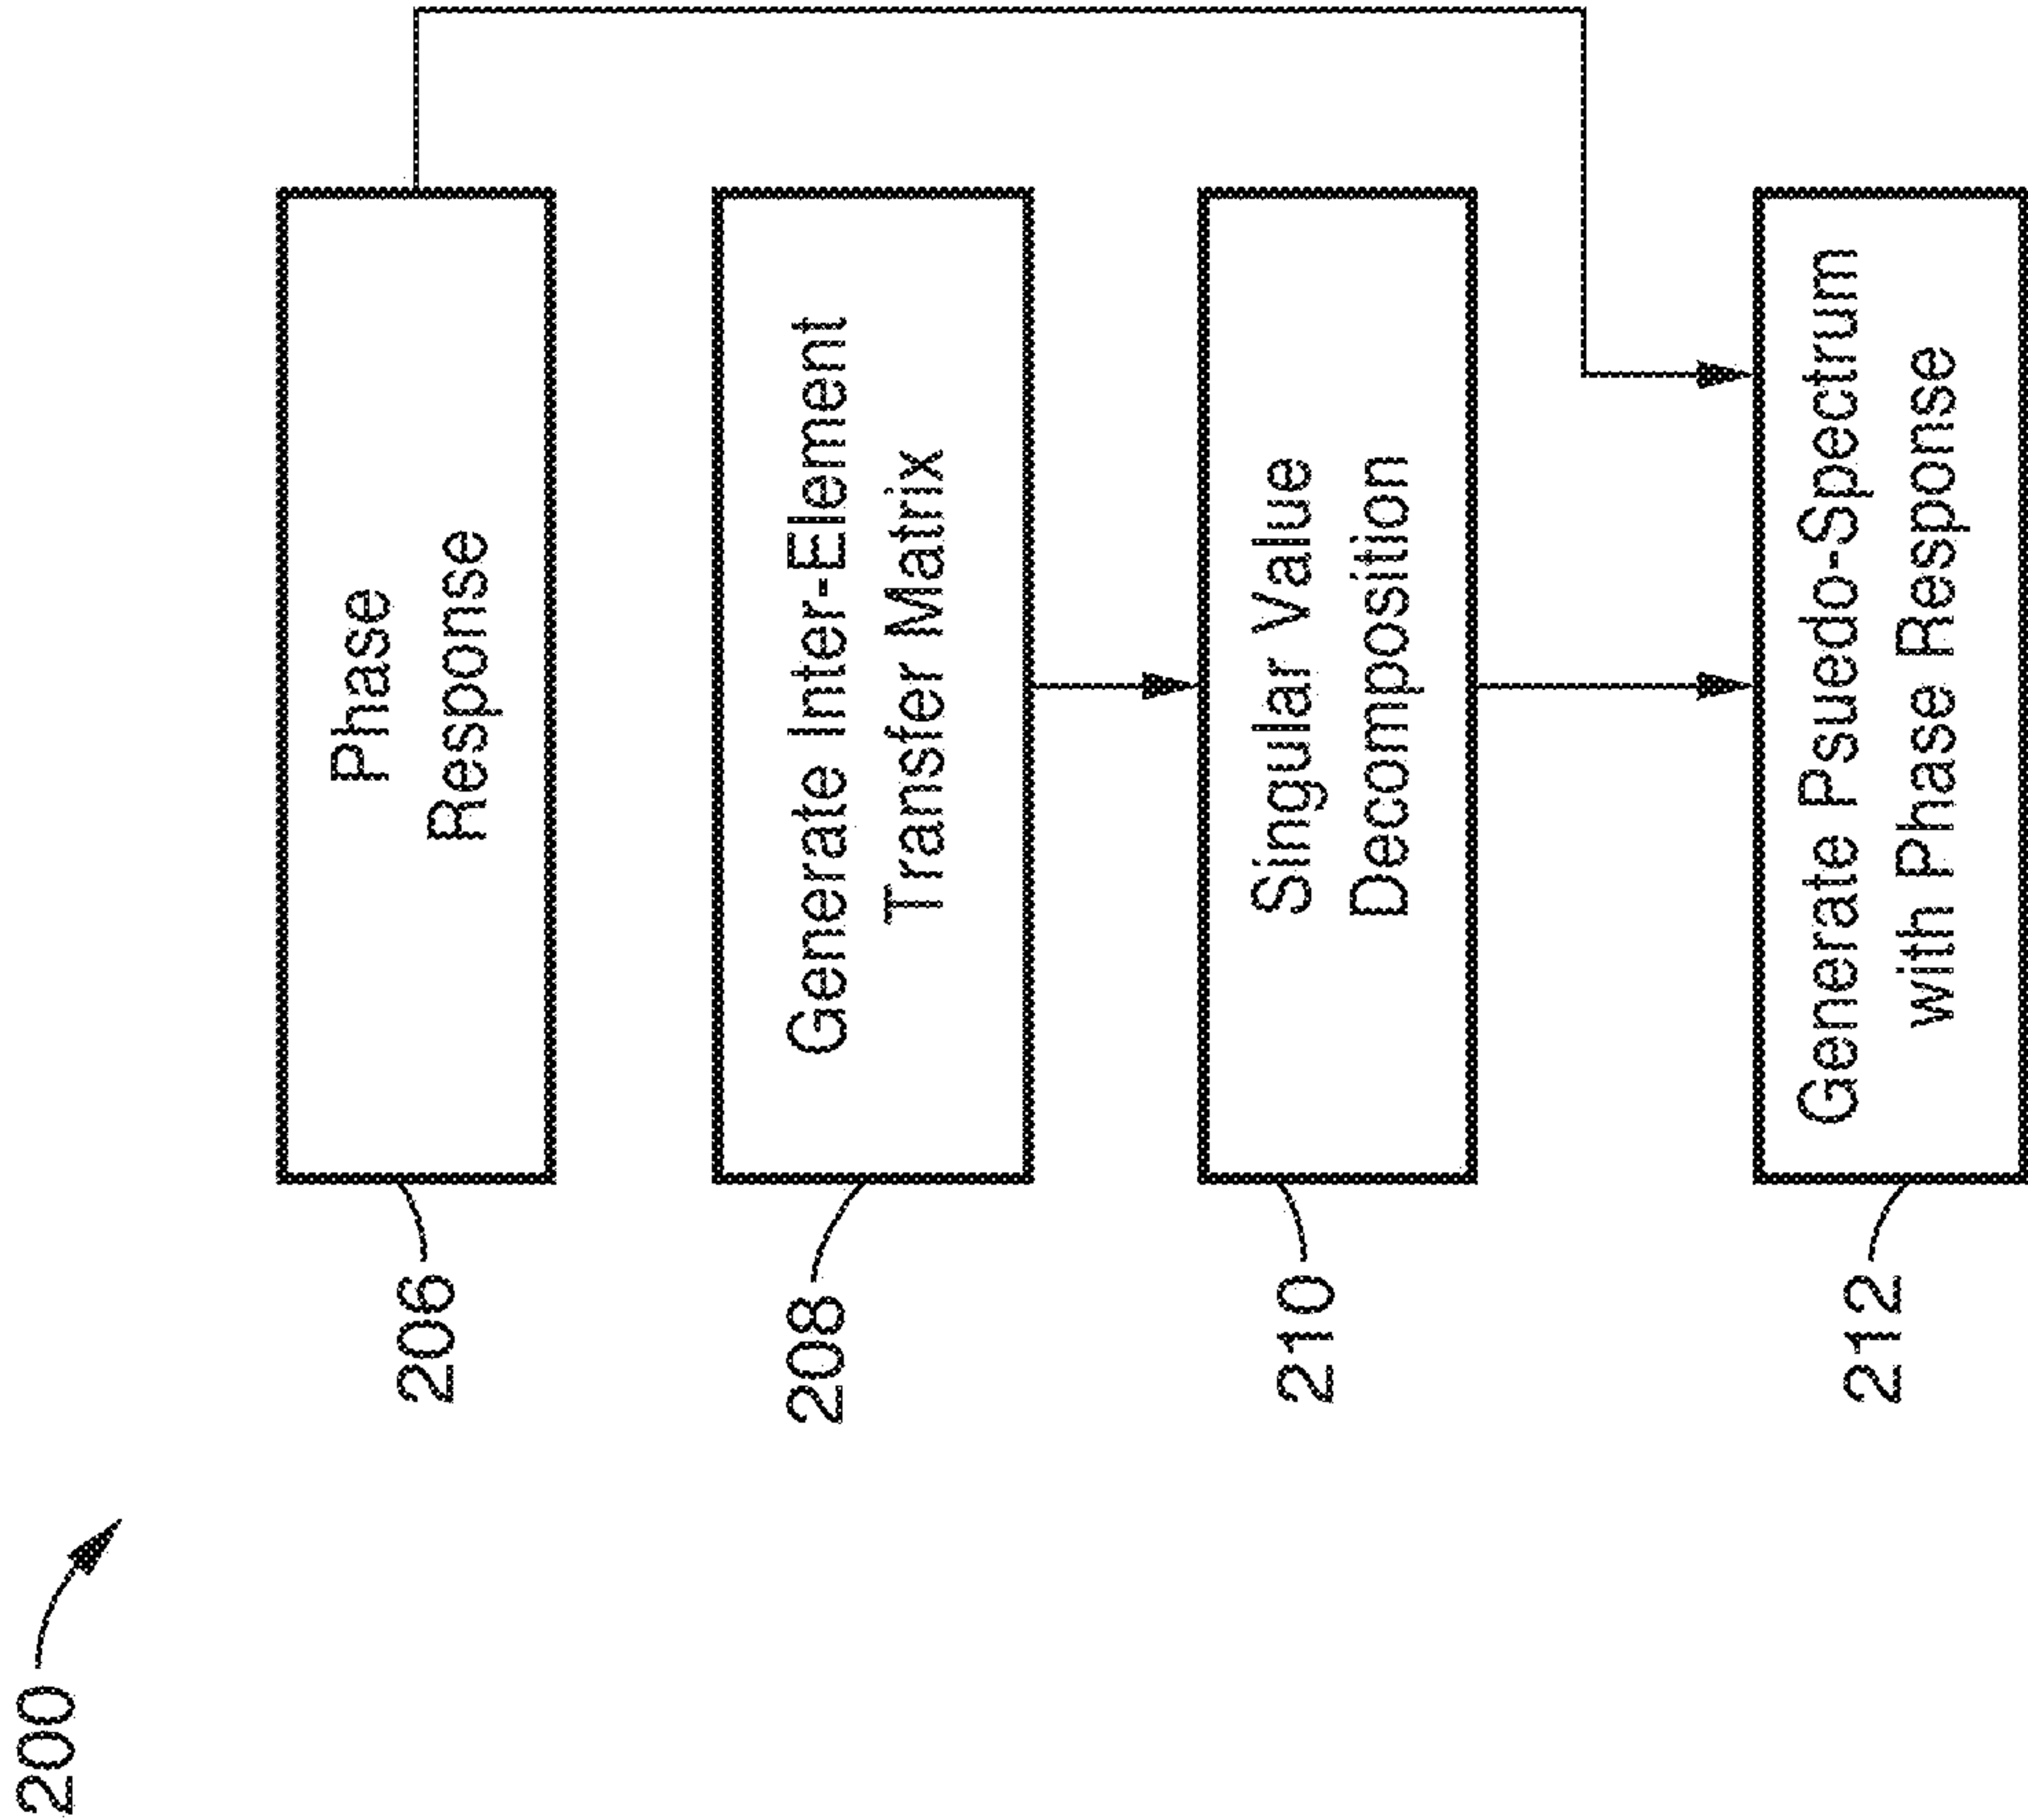 200
206
Phase
Response
208
Generate Inter-Element
Transfer Matrix
210
Singular Value
Decomposition
212
Generate Psuedo-Spectrum
with Phase Response